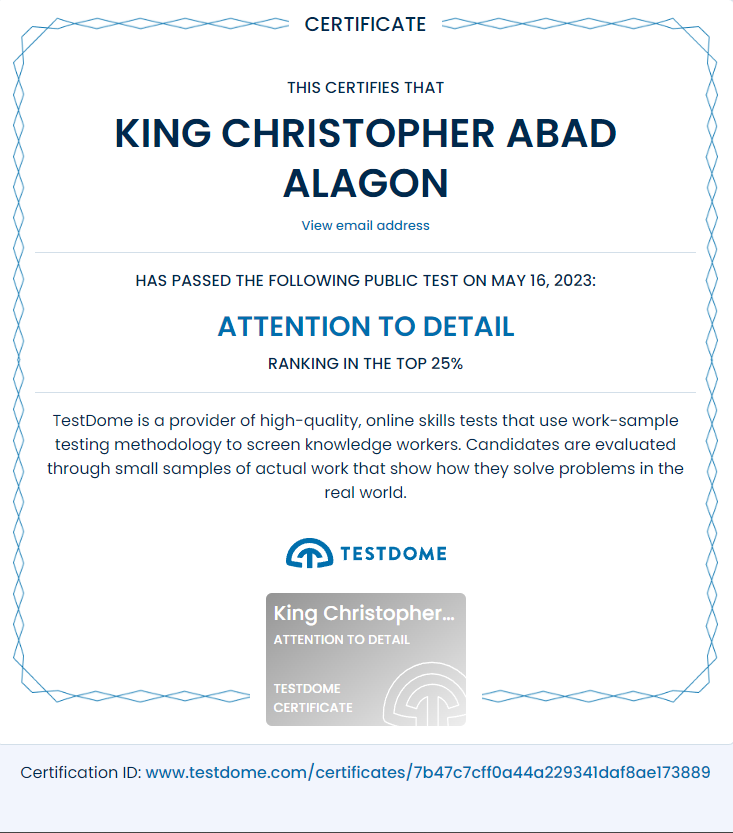 CERTIFICATE
THIS CERTIFIES THAT
KING CHRISTOPHER ABAD
ALAGON
View email address
HAS PASSED THE FOLLOWING PUBLIC TEST ON MAY 16, 2023:
ATTENTION TO DETAIL
RANKING IN THE TOP 25%
TestDome is a provider of high-quality, online skills tests that use work-sample
testing methodology to screen knowledge workers. Candidates are evaluated
through small samples of actual work that show how they solve problems in the
real world.
TESTDOME
King Christopher...
ATTENTION TO DETAIL
TESTDOME
CERTIFICATE
Certification ID: www.testdome.com/certificates/7b47c7cff0a44a229341daf8ae173889